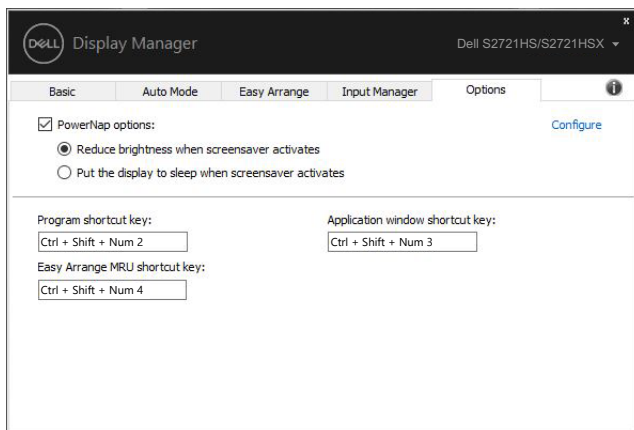 x
DELL Display Manager Dell S2721HS/S2721HSX
Basic Auto Mode Easy Arrange Input Manager Options
PowerNap options: Configure
Reduce brightness when screensaver activates
Put the display to sleep when screensaver activates
Program shortcut key: Application window shortcut key:
Ctrl + Shift + Num 2 Ctrl + Shift + Num 3
Easy Arrange MRU shortcut key:
Ctrl + Shift + Num 4